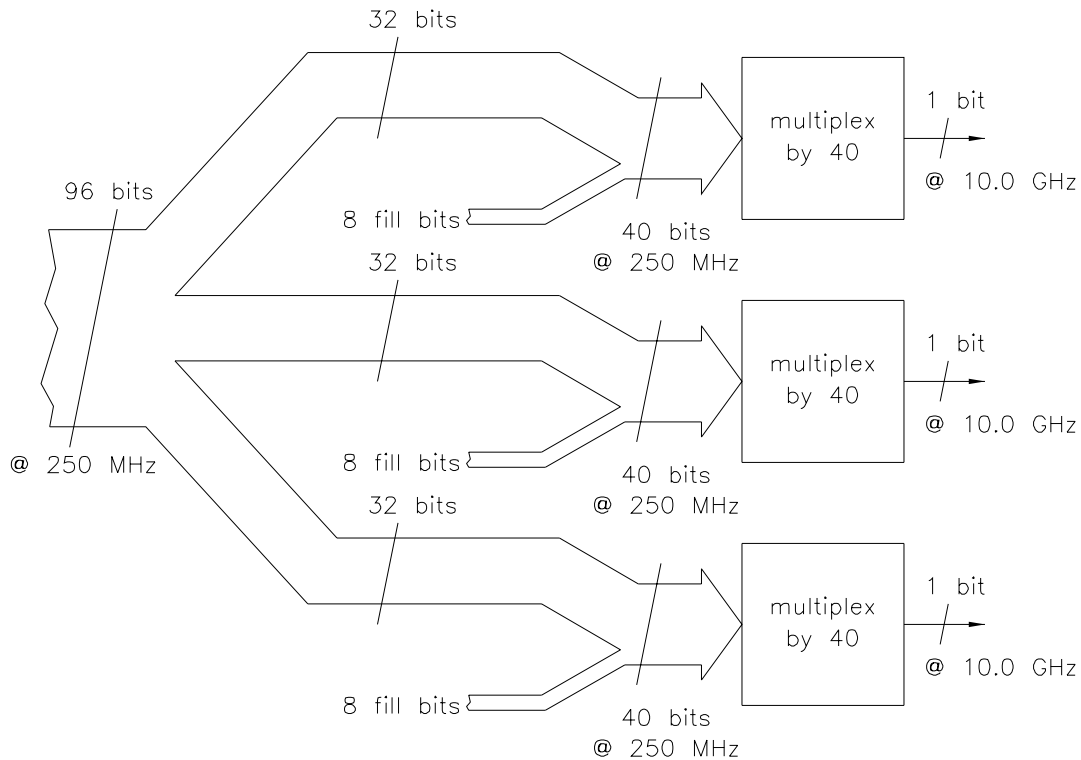 32 bits
1 bit
multiplex
by 40
@ 10.0 GHz
96 bits
8 fill bits
40 bits
@ 250 MHz
32 bits
1 bit
multiplex
by 40
@ 10.0 GHz
@ 250 MHz
8 fill bits
40 bits
@ 250 MHz
32 bits
1 bit
multiplex
by 40
@ 10.0 GHz
8 fill bits
40 bits
@ 250 MHz